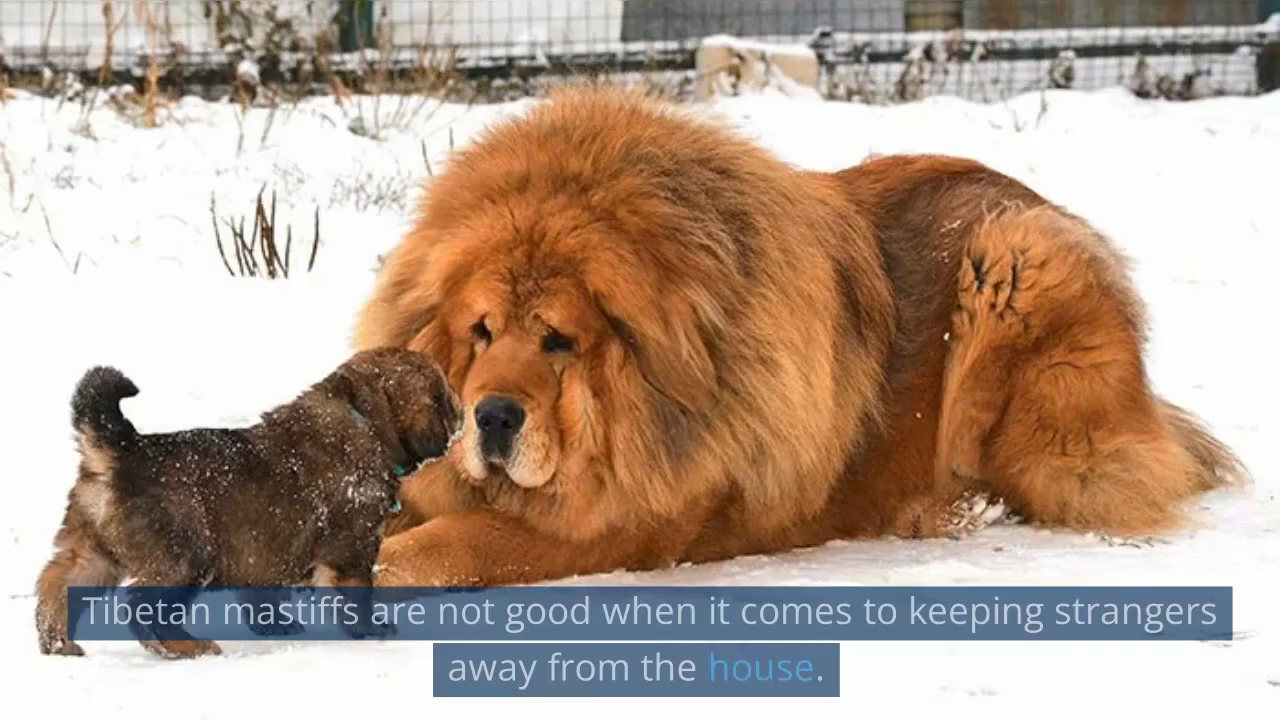 Tibetan mastiffs are not good when it comes to keeping strangers
away from the house.